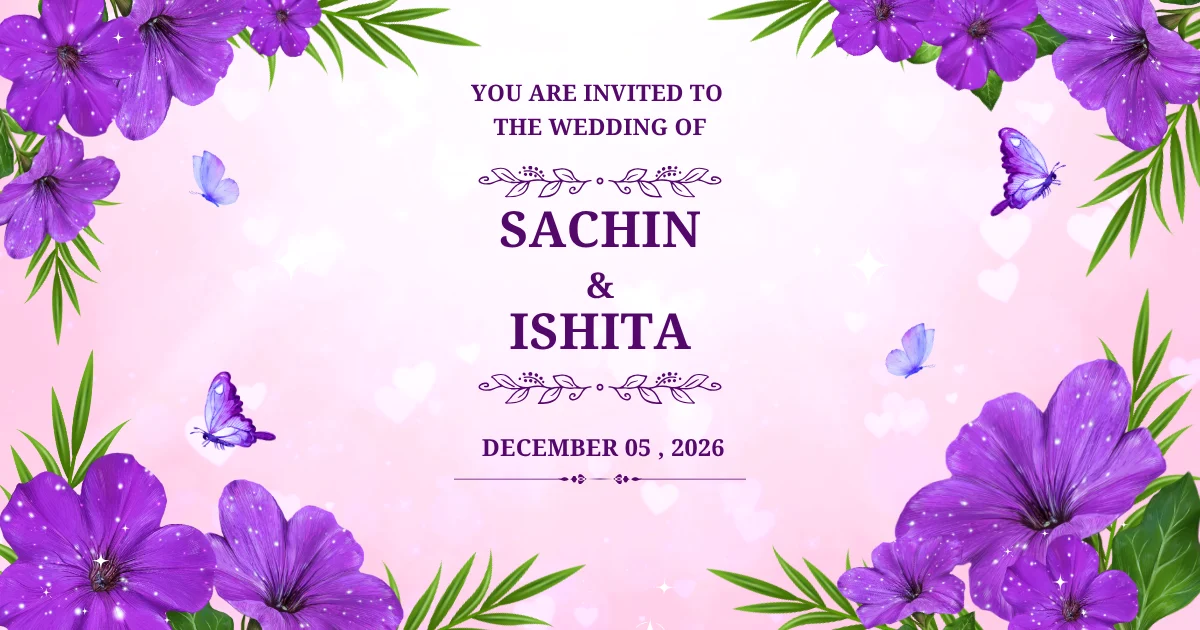 YOU ARE INVITED TO
THE WEDDING OF
SACHIN
&
ISHITA
DECEMBER 05 , 2026